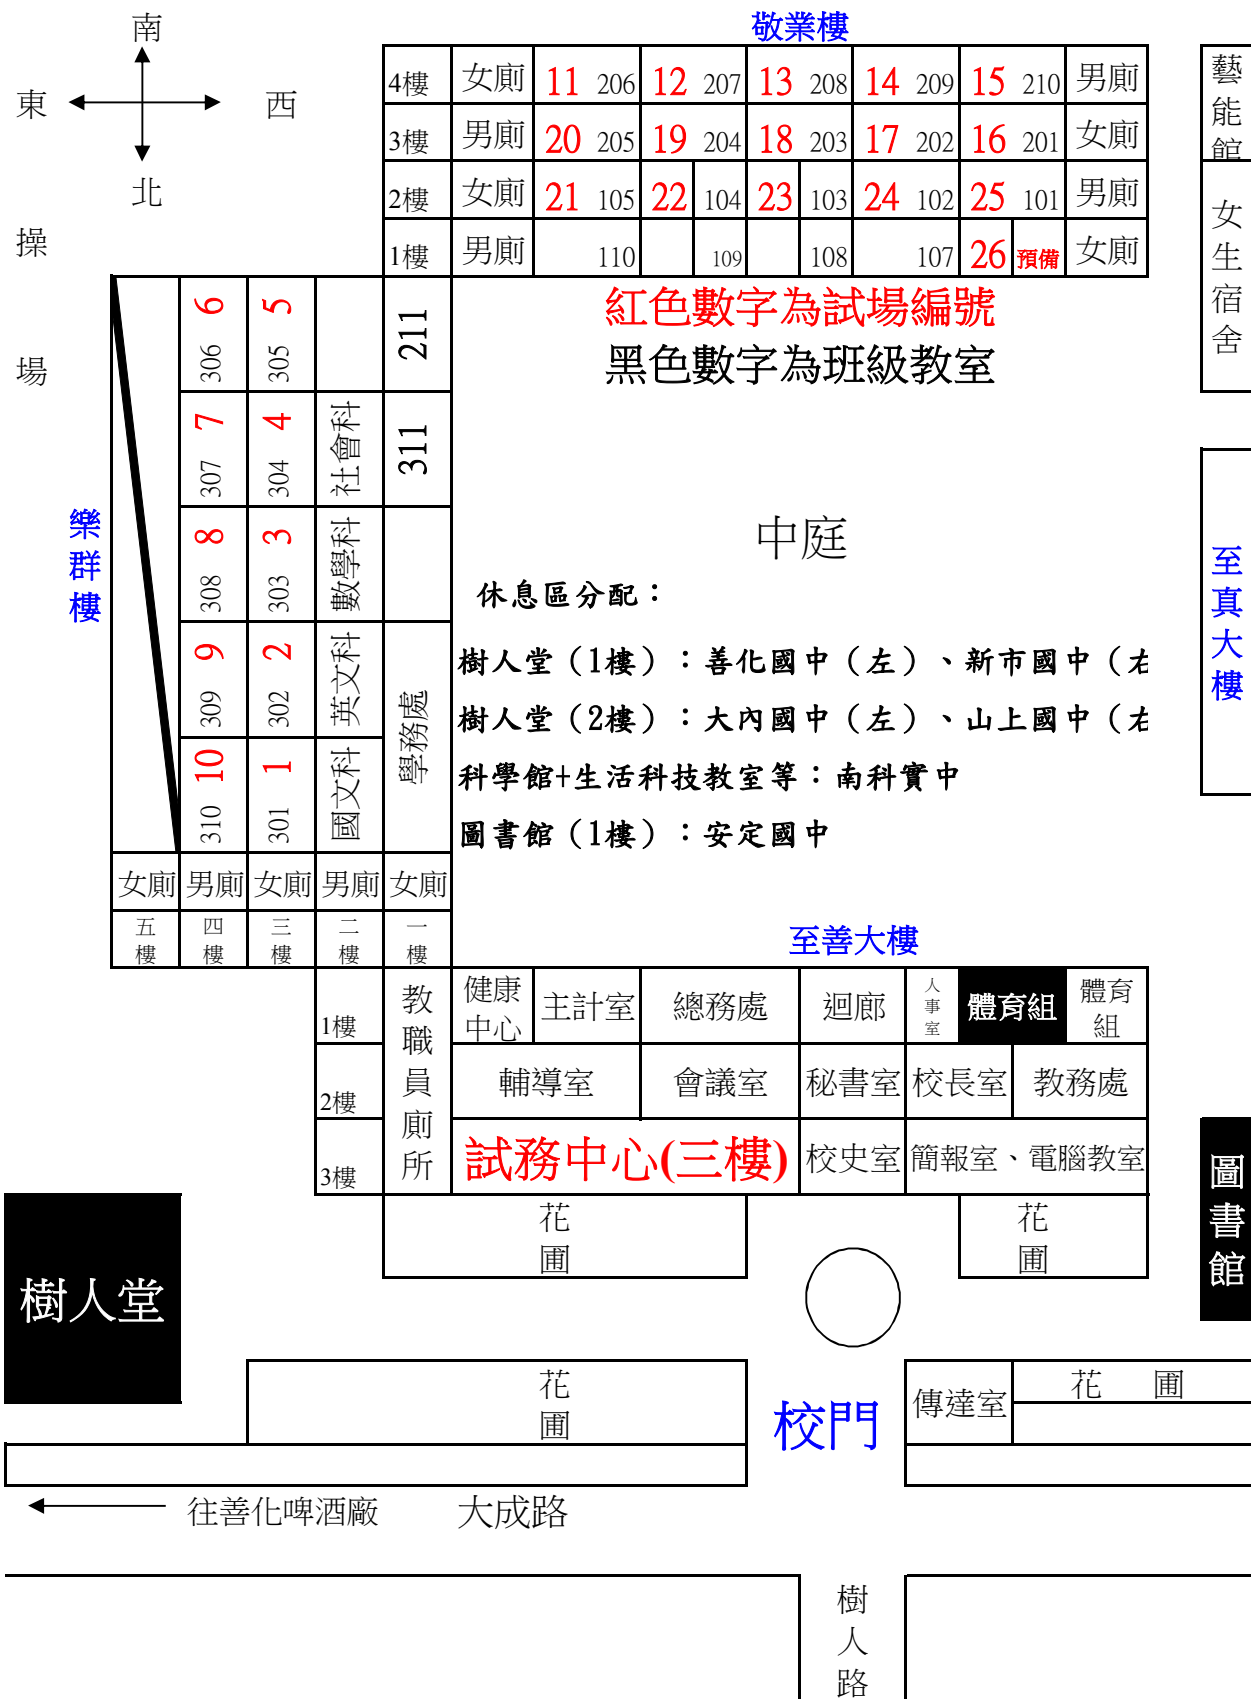 敬業樓
南
東 西
北
4樓 女廁 11 206 12 207 13 208 14 209 15 210 男廁
3樓 男廁 20 205 19 204 18 203 17 202 16 201 女廁
2樓 女廁 21 105 22 104 23 103 24 102 25 101 男廁
1樓 男廁 110 109 108 107 26 預備 女廁
藝能館
女生宿舍
操場
紅色數字為試場編號
黑色數字為班級教室
306 6 305 5 211
307 7 304 4 社會科 311
308 8 303 3 數學科
309 9 302 2 英文科 學務處
310 10 301 1 國文科
樂群樓
女廁 男廁 女廁 男廁 女廁
五樓 四樓 三樓 二樓 一樓
中庭
休息區分配：
樹人堂（1樓）：善化國中（左）、新市國中（右
樹人堂（2樓）：大內國中（左）、山上國中（右
科學館+生活科技教室等：南科實中
圖書館（1樓）：安定國中
至真大樓
至善大樓
1樓 教職員廁所 健康中心 主計室 總務處 迴廊 人事室 體育組 體育組
2樓 輔導室 會議室 秘書室 校長室 教務處
3樓 試務中心(三樓) 校史室 簡報室、電腦教室
圖書館
花圃 花圃
樹人堂
花圃 校門 傳達室 花圃
往善化啤酒廠 大成路
樹人路